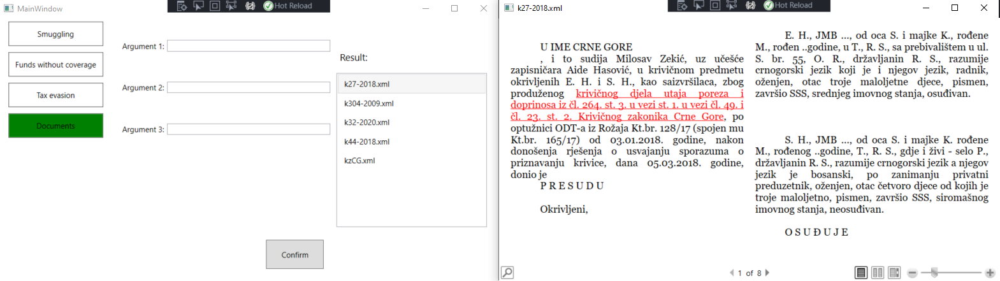 MainWindow
Hot Reload
Smuggling
Funds without coverage
Tax evasion
Documents
Argument 1:
Argument 2:
Argument 3:
Result:
k27-2018.xml
k304-2009.xml
k32-2020.xml
k44-2018.xml
kzCG.xml
Confirm
k27-2018.xml
Hot Reload
U IME CRNE GORE
, i to sudija Milosav Zekić, uz učešće
zapisničara Aide Hasović, u krivičnom predmetu
okrivljenih E. H. i S. H., kao saizvršilaca, zbog
produženog krivičnog djela utaja poreza i
doprinosa iz čl. 264. st. 3. u vezi st. 1. u vezi čl. 49. i
čl. 23. st. 2. Krivičnog zakonika Crne Gore, po
optužnici ODT-a iz Rožaja Kt.br. 128/17 (spojen mu
Kt.br. 165/17) od 03.01.2018. godine, nakon
donošenja rješenja o usvajanju sporazuma o
priznavanju krivice, dana 05.03.2018. godine,
donio je
P R E S U D U
Okrivljeni,
E. H., JMB ..., od oca S. i majke K., rođene
M., rođen ..godine, u T., R. S., sa prebivalištem u ul.
S. br. 55, O. R., državljanin R. S., razumije
crnogorski jezik koji je i njegov jezik, radnik,
oženjen, otac troje maloljetne djece, pismen,
završio SSS, srednjeg imovnog stanja, osuđivan.
S. H., JMB ..., od oca S. i majke K. rođene
M., rođenog ..godine, T., R. S., gdje i živi - selo P.,
državljanin R. S., razumije crnogorski jezik a njegov
jezik je bosanski, po zanimanju privatni
preduzetnik, oženjen, otac četvoro djece od kojih je
troje maloljetno, pismen, završio SSS, siromašnog
imovnog stanja, neosuđivan.
O S U Đ U J E
1 of 8